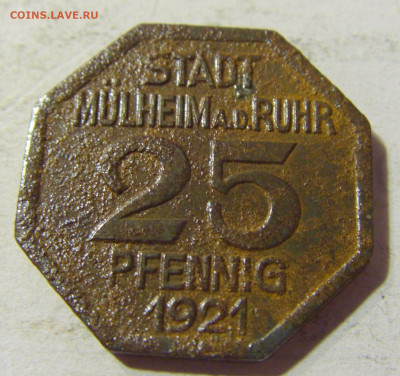 COINS.LAVE.RU
STADT
MÜLHEIM A.D. RUHR
25
PFENNIG
1921